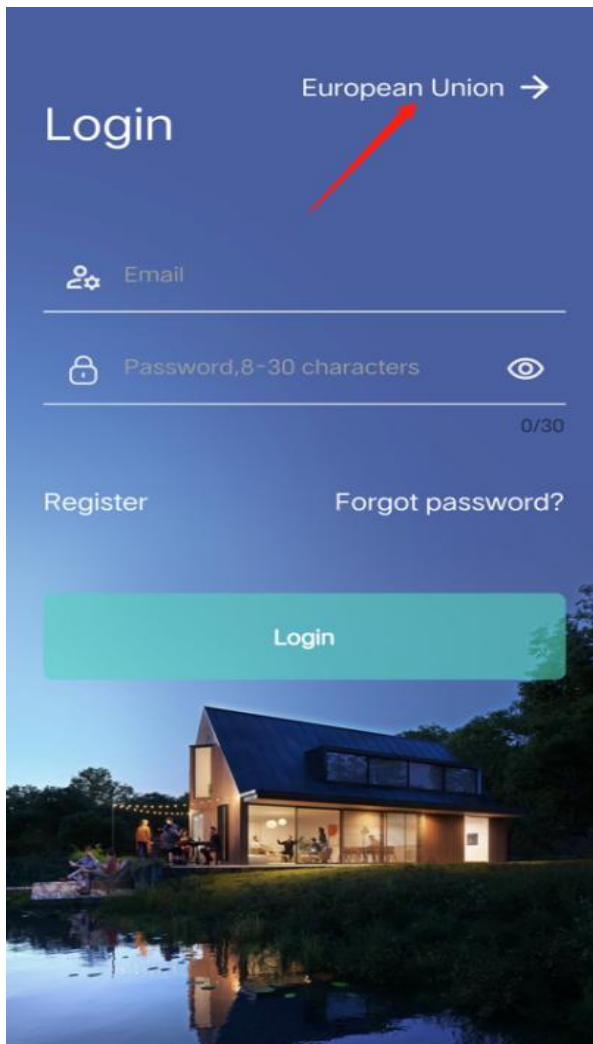 European Union
Login
Email
Password,8-30 characters
0/30
Register
Forgot password?
Login